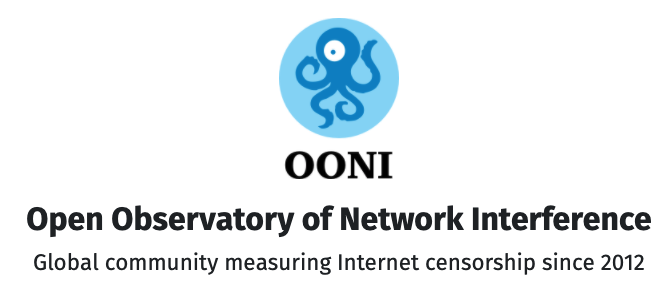 OONI
Open Observatory of Network Interference
Global community measuring Internet censorship since 2012